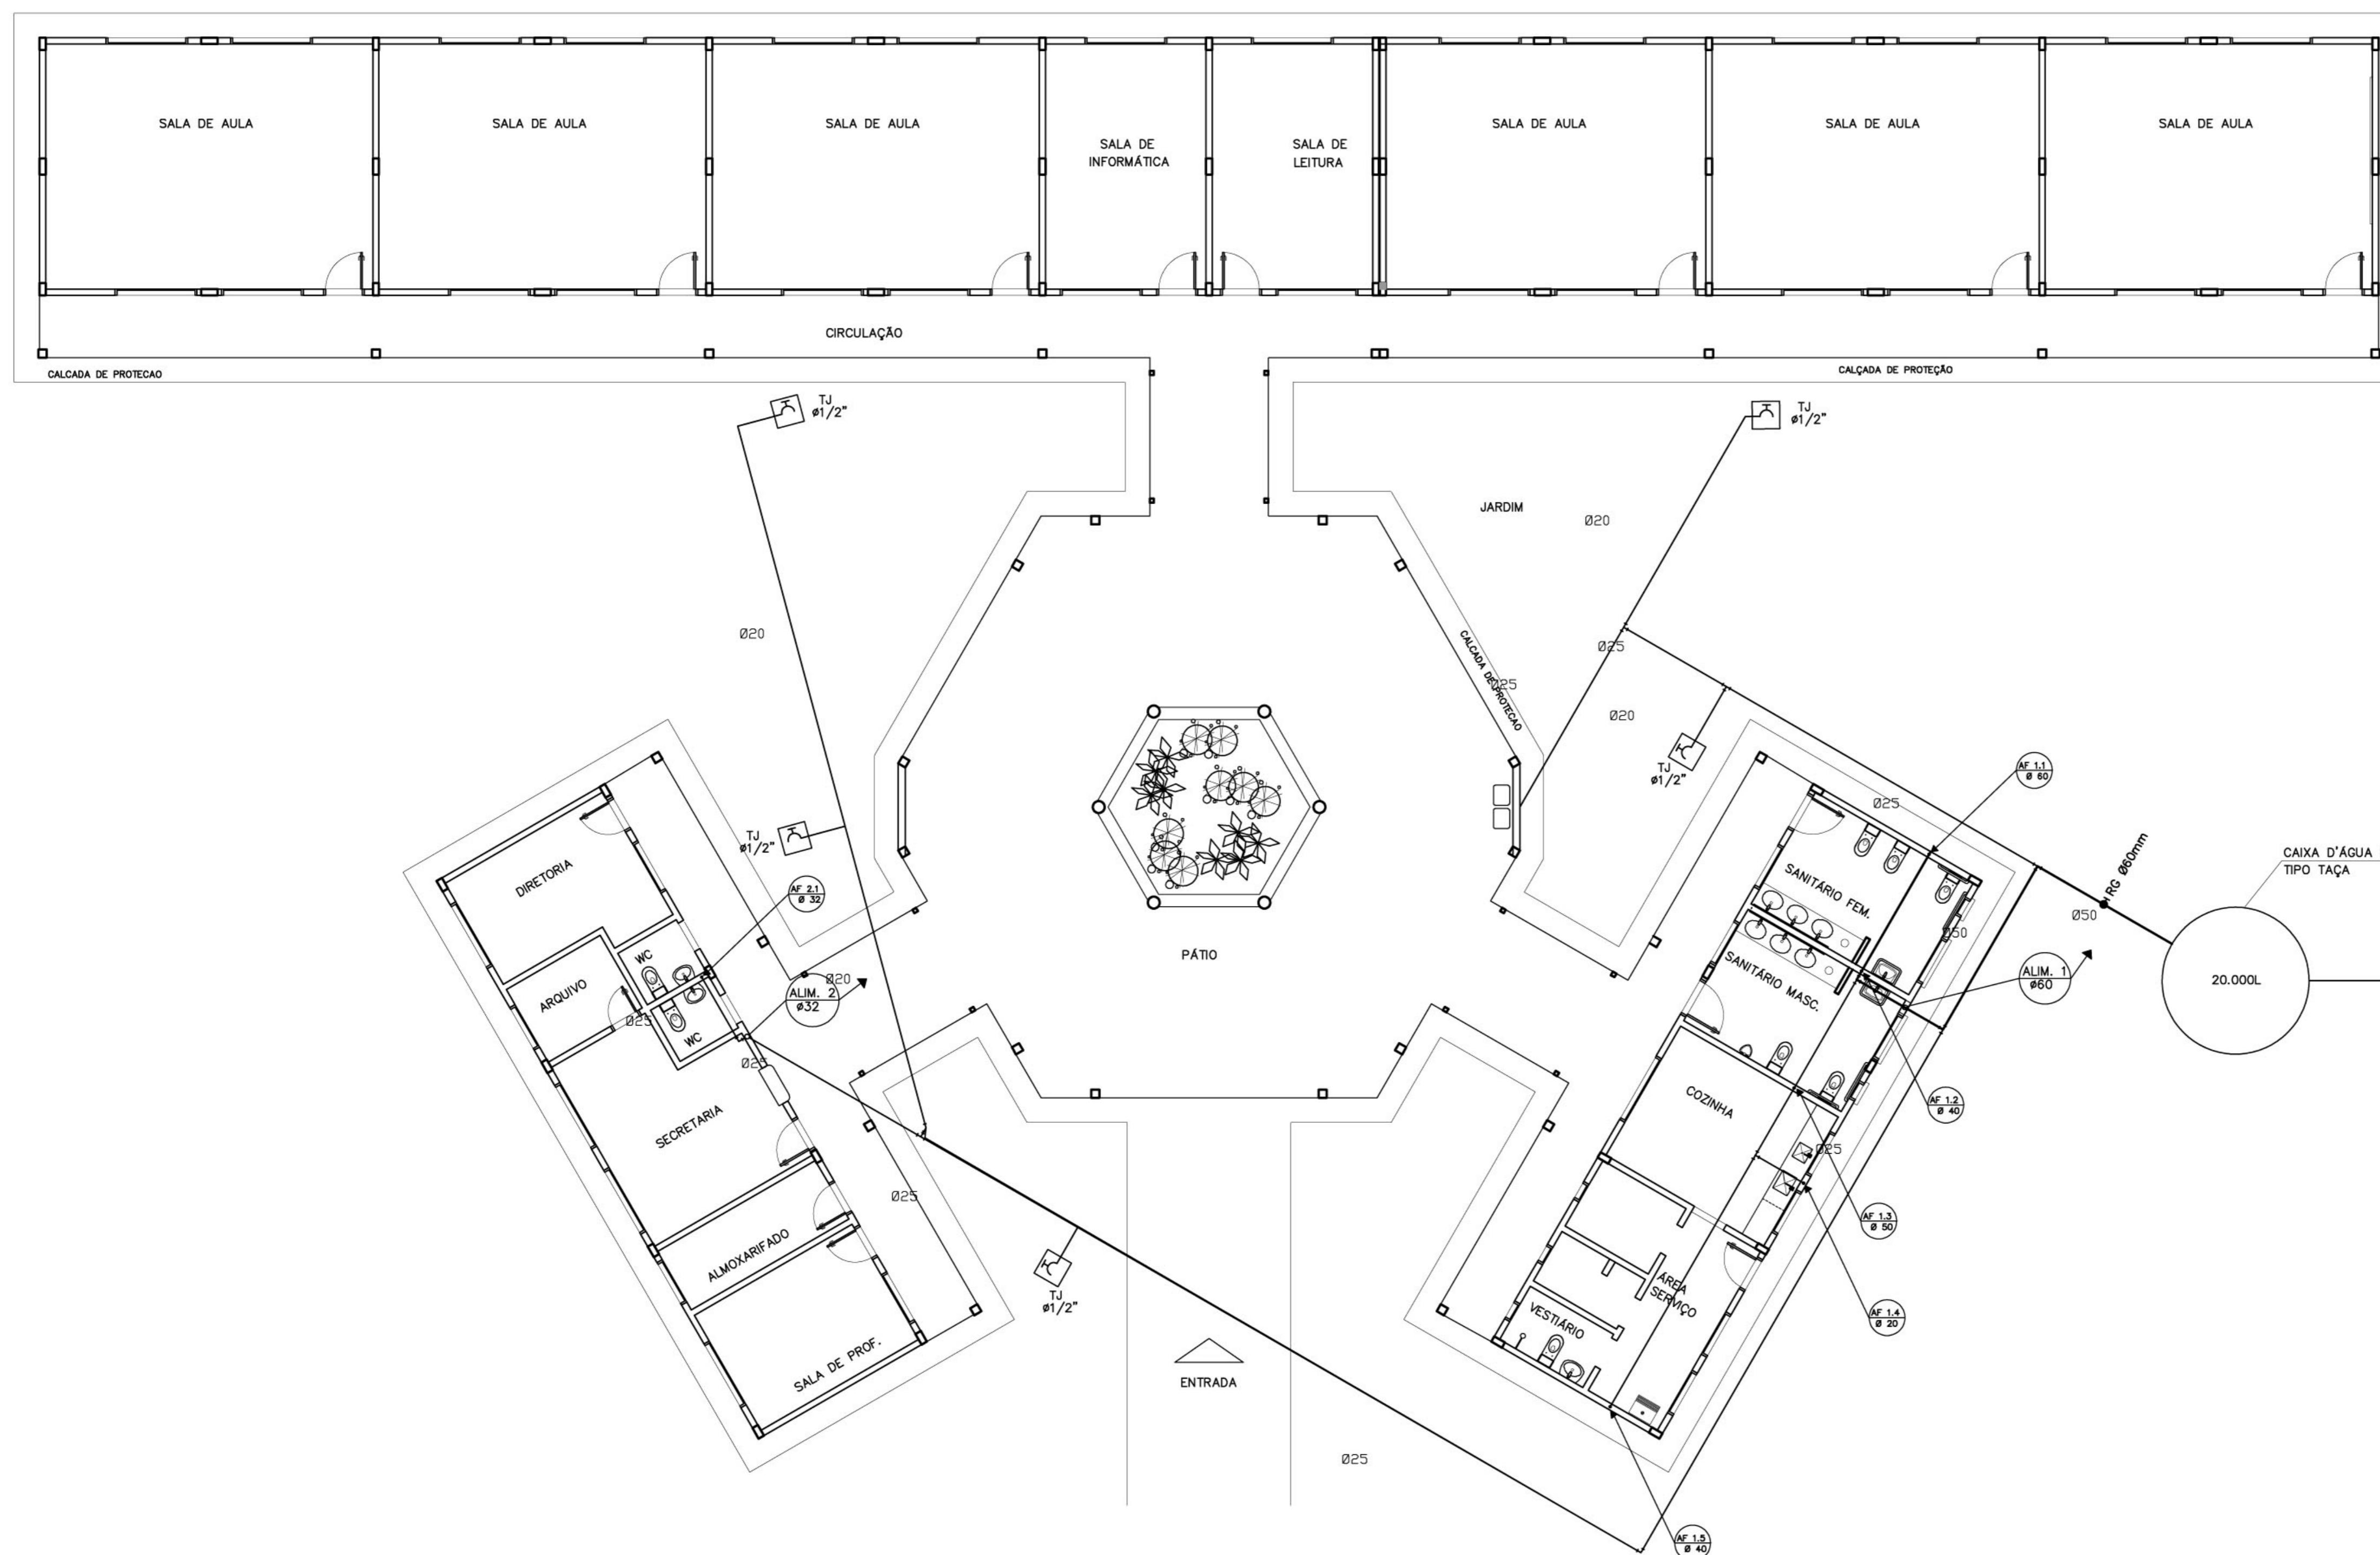 SALA DE AULA
SALA DE AULA
SALA DE AULA
SALA DE
INFORMÁTICA
SALA DE
LEITURA
SALA DE AULA
SALA DE AULA
SALA DE AULA
CIRCULAÇÃO
CALCADA DE PROTECAO
CALÇADA DE PROTEÇÃO
TJ
ø1/2"
TJ
ø1/2"
JARDIM
Ø20
Ø20
Ø25
CALCADA DE PROTECAO
Ø25
Ø20
TJ
ø1/2"
AF 1.1
Ø 60
Ø25
RG Ø60mm
CAIXA D'ÁGUA
TIPO TAÇA
20.000L
Ø50
Ø50
SANITÁRIO FEM.
SANITÁRIO MASC.
ALIM. 1
ø60
TJ
ø1/2"
AF 2.1
Ø 32
DIRETORIA
WC
ARQUIVO
Ø20
ALIM. 2
ø32
Ø25
WC
Ø25
PÁTIO
SECRETARIA
COZINHA
AF 1.2
Ø 40
Ø25
Ø25
AF 1.3
Ø 50
ALMOXARIFADO
TJ
ø1/2"
ÁREA
SERVIÇO
VESTIÁRIO
AF 1.4
Ø 20
SALA DE PROF.
ENTRADA
Ø25
AF 1.5
Ø 40